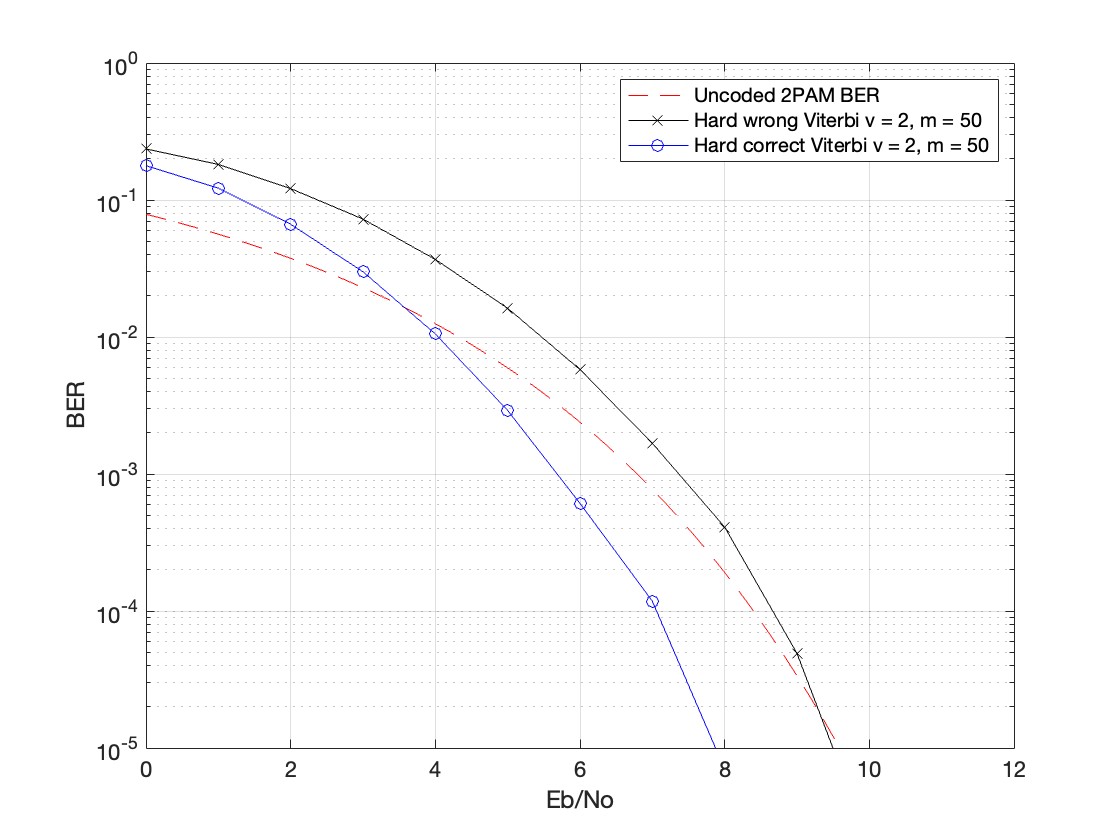 10^0
Uncoded 2PAM BER
Hard wrong Viterbi v = 2, m = 50
Hard correct Viterbi v = 2, m = 50
10^-1
10^-2
BER
10^-3
10^-4
10^-5
0 2 4 6 8 10 12
Eb/No